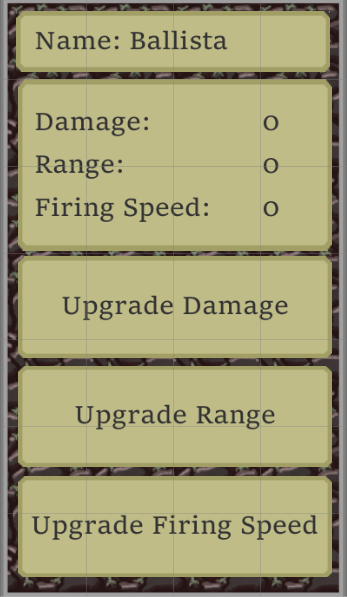 Name: Ballista
Damage: 0
Range: 0
Firing Speed: 0
Upgrade Damage
Upgrade Range
Upgrade Firing Speed